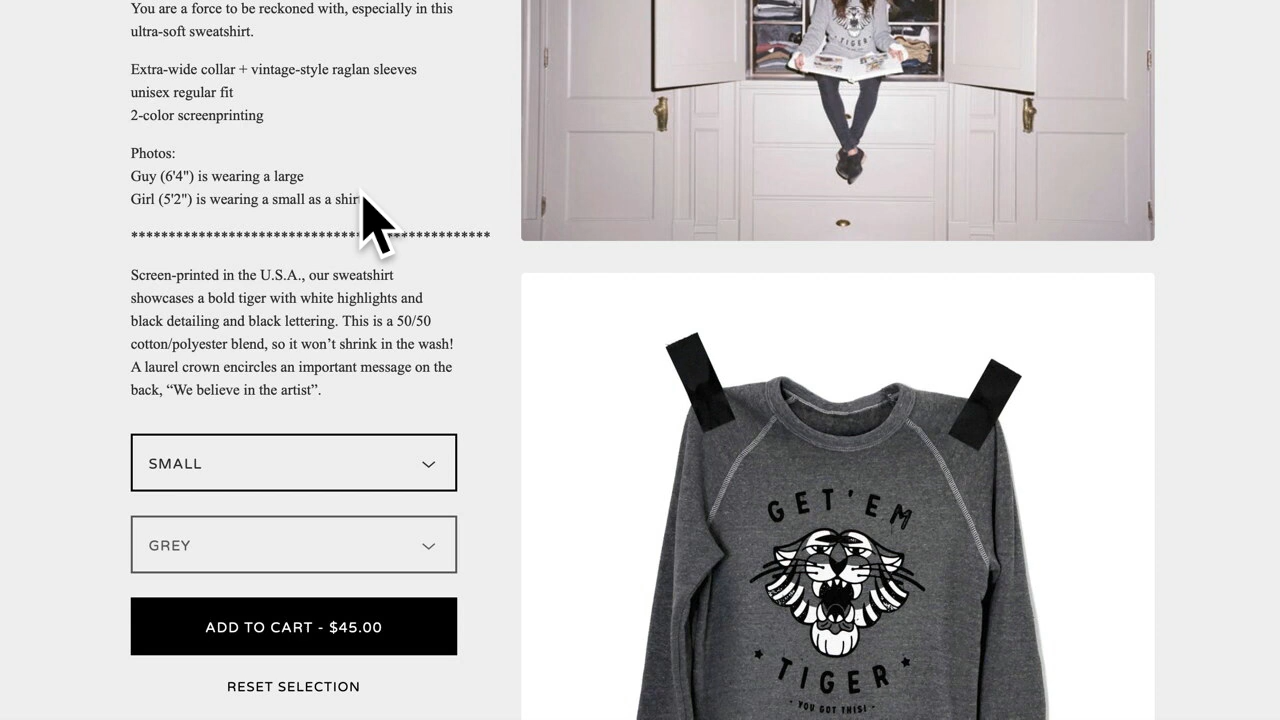 You are a force to be reckoned with, especially in this
ultra-soft sweatshirt.
Extra-wide collar + vintage-style raglan sleeves
unisex regular fit
2-color screenprinting
Photos:
Guy (6'4") is wearing a large
Girl (5'2") is wearing a small as a shir
************************************************
Screen-printed in the U.S.A., our sweatshirt
showcases a bold tiger with white highlights and
black detailing and black lettering. This is a 50/50
cotton/polyester blend, so it won’t shrink in the wash!
A laurel crown encircles an important message on the
back, “We believe in the artist”.
SMALL
GREY
ADD TO CART - $45.00
RESET SELECTION
TIGER
GET'EM
TIGER
- YOU GOT THIS! -